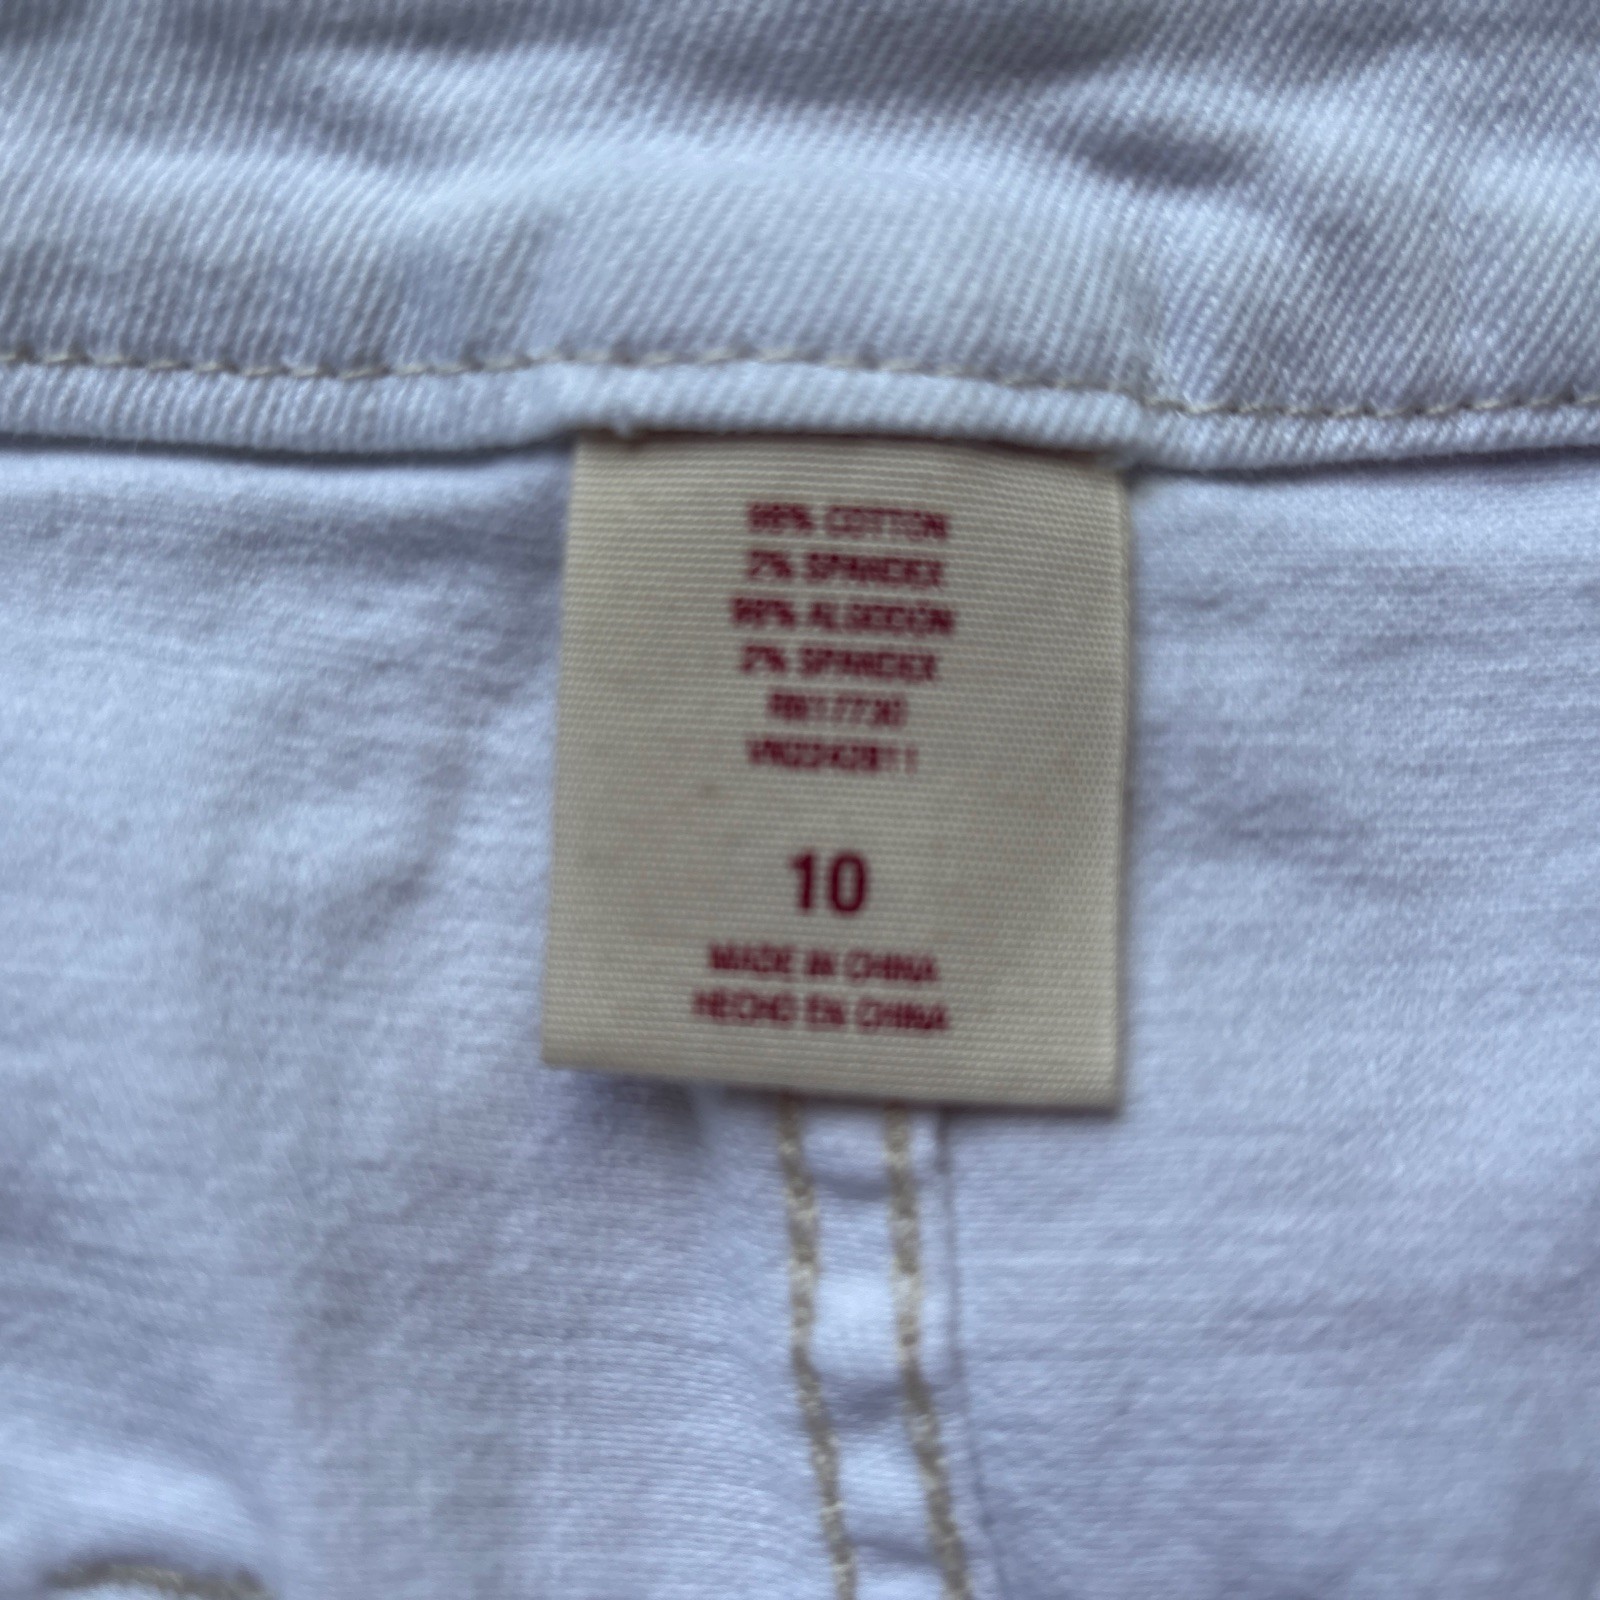 98% COTTON
2% SPANDEX
98% ALGODÓN
2% SPANDEX
10
MADE IN CHINA
HECHO EN CHINA